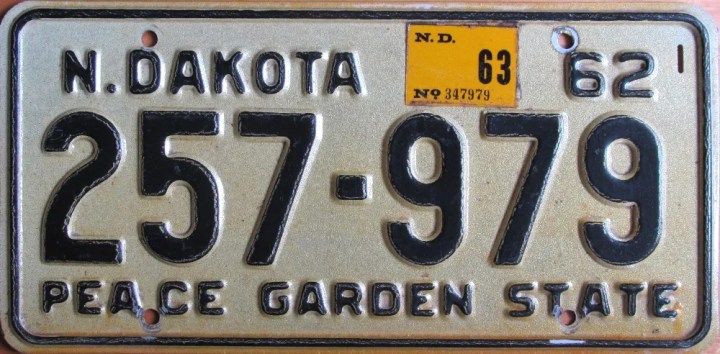 N. DAKOTA 62
N.D.
63
No 347979
257-979
PEACE GARDEN STATE